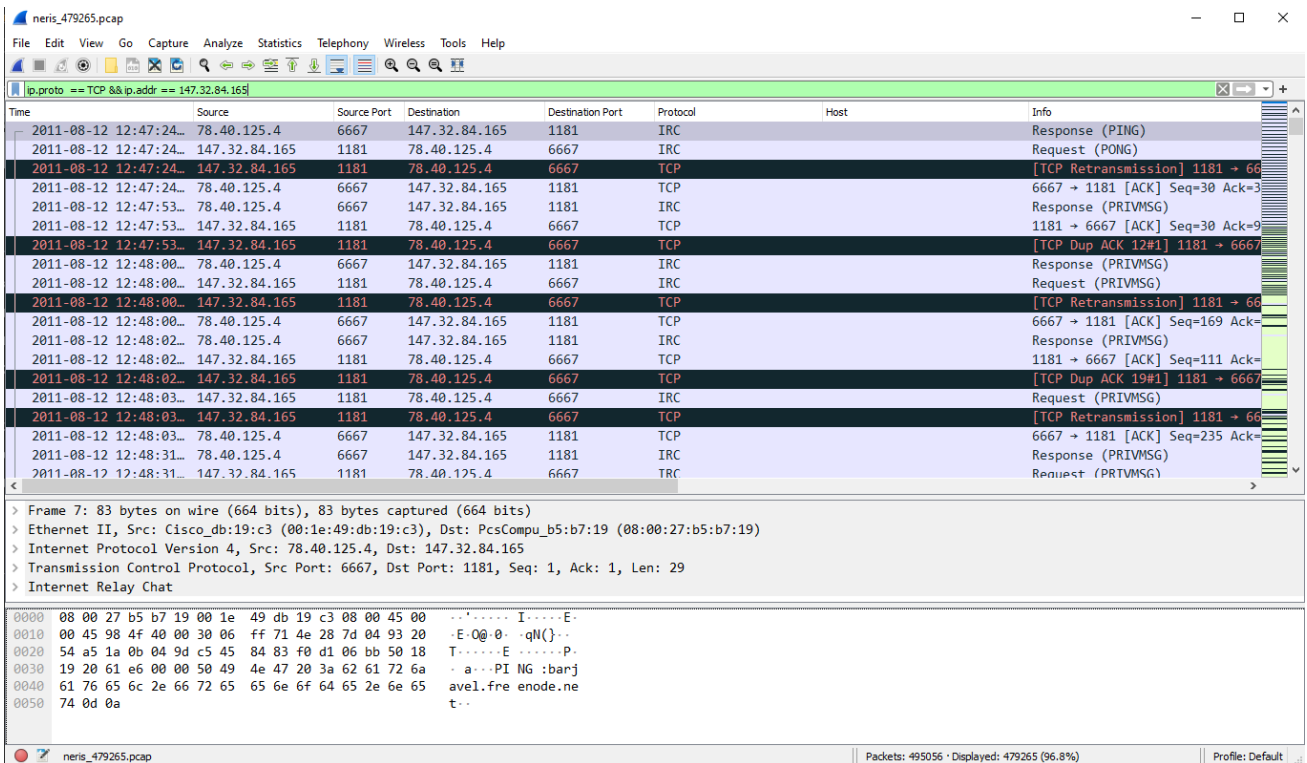 neris_479265.pcap
File Edit View Go Capture Analyze Statistics Telephony Wireless Tools Help
ip.proto == TCP && ip.addr == 147.32.84.165
Time Source Source Port Destination Destination Port Protocol Host Info
2011-08-12 12:47:24… 78.40.125.4 6667 147.32.84.165 1181 IRC Response (PING)
2011-08-12 12:47:24… 147.32.84.165 1181 78.40.125.4 6667 IRC Request (PONG)
2011-08-12 12:47:24… 147.32.84.165 1181 78.40.125.4 6667 TCP [TCP Retransmission] 1181 → 66
2011-08-12 12:47:24… 78.40.125.4 6667 147.32.84.165 1181 TCP 6667 → 1181 [ACK] Seq=30 Ack=3
2011-08-12 12:47:53… 78.40.125.4 6667 147.32.84.165 1181 IRC Response (PRIVMSG)
2011-08-12 12:47:53… 147.32.84.165 1181 78.40.125.4 6667 TCP 1181 → 6667 [ACK] Seq=30 Ack=9
2011-08-12 12:47:53… 147.32.84.165 1181 78.40.125.4 6667 TCP [TCP Dup ACK 12#1] 1181 → 6667
2011-08-12 12:48:00… 78.40.125.4 6667 147.32.84.165 1181 IRC Response (PRIVMSG)
2011-08-12 12:48:00… 147.32.84.165 1181 78.40.125.4 6667 IRC Request (PRIVMSG)
2011-08-12 12:48:00… 147.32.84.165 1181 78.40.125.4 6667 TCP [TCP Retransmission] 1181 → 66
2011-08-12 12:48:00… 78.40.125.4 6667 147.32.84.165 1181 TCP 6667 → 1181 [ACK] Seq=169 Ack=
2011-08-12 12:48:02… 78.40.125.4 6667 147.32.84.165 1181 IRC Response (PRIVMSG)
2011-08-12 12:48:02… 147.32.84.165 1181 78.40.125.4 6667 TCP 1181 → 6667 [ACK] Seq=111 Ack=
2011-08-12 12:48:02… 147.32.84.165 1181 78.40.125.4 6667 TCP [TCP Dup ACK 19#1] 1181 → 6667
2011-08-12 12:48:03… 147.32.84.165 1181 78.40.125.4 6667 IRC Request (PRIVMSG)
2011-08-12 12:48:03… 147.32.84.165 1181 78.40.125.4 6667 TCP [TCP Retransmission] 1181 → 66
2011-08-12 12:48:03… 78.40.125.4 6667 147.32.84.165 1181 TCP 6667 → 1181 [ACK] Seq=235 Ack=
2011-08-12 12:48:31… 78.40.125.4 6667 147.32.84.165 1181 IRC Response (PRIVMSG)
2011-08-12 12:48:31… 147.32.84.165 1181 78.40.125.4 6667 IRC Request (PRIVMSG)
> Frame 7: 83 bytes on wire (664 bits), 83 bytes captured (664 bits)
> Ethernet II, Src: Cisco_db:19:c3 (00:1e:49:db:19:c3), Dst: PcsCompu_b5:b7:19 (08:00:27:b5:b7:19)
> Internet Protocol Version 4, Src: 78.40.125.4, Dst: 147.32.84.165
> Transmission Control Protocol, Src Port: 6667, Dst Port: 1181, Seq: 1, Ack: 1, Len: 29
> Internet Relay Chat
0000 08 00 27 b5 b7 19 00 1e 49 db 19 c3 08 00 45 00 ··'····· I·····E·
0010 00 45 98 4f 40 00 30 06 ff 71 4e 28 7d 04 93 20 ·E·O@·0· ·qN(}··
0020 54 a5 1a 0b 04 9d c5 45 84 83 f0 d1 06 bb 50 18 T······E ······P·
0030 19 20 61 e6 00 00 50 49 4e 47 20 3a 62 61 72 6a · a···PI NG :barj
0040 61 76 65 6c 2e 66 72 65 65 6e 6f 64 65 2e 6e 65 avel.fre enode.ne
0050 74 0d 0a t··
neris_479265.pcap Packets: 495056 · Displayed: 479265 (96.8%) Profile: Default